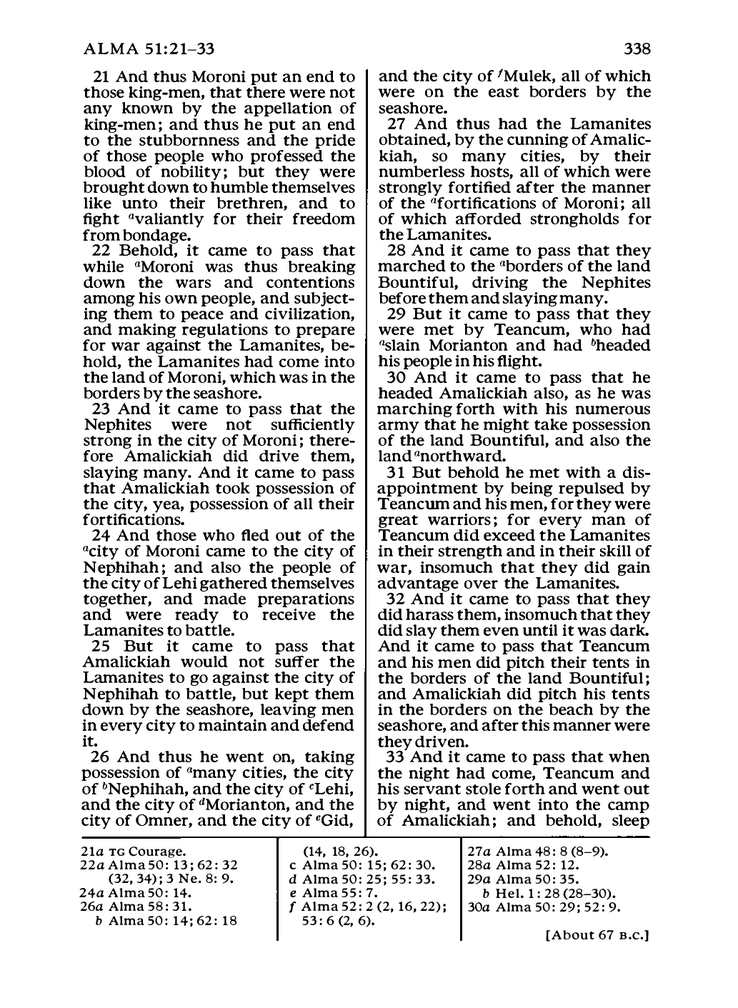 ALMA 51:21–33
338
21 And thus Moroni put an end to
those king-men, that there were not
any known by the appellation of
king-men; and thus he put an end
to the stubbornness and the pride
of those people who professed the
blood of nobility; but they were
brought down to humble themselves
like unto their brethren, and to
fight avaliantly for their freedom
from bondage.
22 Behold, it came to pass that
while aMoroni was thus breaking
down the wars and contentions
among his own people, and subject-
ing them to peace and civilization,
and making regulations to prepare
for war against the Lamanites, be-
hold, the Lamanites had come into
the land of Moroni, which was in the
borders by the seashore.
23 And it came to pass that the
Nephites were not sufficiently
strong in the city of Moroni; there-
fore Amalickiah did drive them,
slaying many. And it came to pass
that Amalickiah took possession of
the city, yea, possession of all their
fortifications.
24 And those who fled out of the
acity of Moroni came to the city of
Nephihah; and also the people of
the city of Lehi gathered themselves
together, and made preparations
and were ready to receive the
Lamanites to battle.
25 But it came to pass that
Amalickiah would not suffer the
Lamanites to go against the city of
Nephihah to battle, but kept them
down by the seashore, leaving men
in every city to maintain and defend
it.
26 And thus he went on, taking
possession of amany cities, the city
of bNephihah, and the city of cLehi,
and the city of dMorianton, and the
city of Omner, and the city of eGid,
and the city of fMulek, all of which
were on the east borders by the
seashore.
27 And thus had the Lamanites
obtained, by the cunning of Amalic-
kiah, so many cities, by their
numberless hosts, all of which were
strongly fortified after the manner
of the afortifications of Moroni; all
of which afforded strongholds for
the Lamanites.
28 And it came to pass that they
marched to the aborders of the land
Bountiful, driving the Nephites
before them and slaying many.
29 But it came to pass that they
were met by Teancum, who had
aslain Morianton and had bheaded
his people in his flight.
30 And it came to pass that he
headed Amalickiah also, as he was
marching forth with his numerous
army that he might take possession
of the land Bountiful, and also the
land anorthward.
31 But behold he met with a dis-
appointment by being repulsed by
Teancum and his men, for they were
great warriors; for every man of
Teancum did exceed the Lamanites
in their strength and in their skill of
war, insomuch that they did gain
advantage over the Lamanites.
32 And it came to pass that they
did harass them, insomuch that they
did slay them even until it was dark.
And it came to pass that Teancum
and his men did pitch their tents in
the borders of the land Bountiful;
and Amalickiah did pitch his tents
in the borders on the beach by the
seashore, and after this manner were
they driven.
33 And it came to pass that when
the night had come, Teancum and
his servant stole forth and went out
by night, and went into the camp
of Amalickiah; and behold, sleep
21a TG Courage.
22a Alma 50: 13; 62: 32
(32, 34); 3 Ne. 8: 9.
24a Alma 50: 14.
26a Alma 58: 31.
b Alma 50: 14; 62: 18
(14, 18, 26).
c Alma 50: 15; 62: 30.
d Alma 50: 25; 55: 33.
e Alma 55: 7.
f Alma 52: 2 (2, 16, 22);
53: 6 (2, 6).
27a Alma 48: 8 (8–9).
28a Alma 52: 12.
29a Alma 50: 35.
b Hel. 1: 28 (28–30).
30a Alma 50: 29; 52: 9.
[About 67 B.C.]